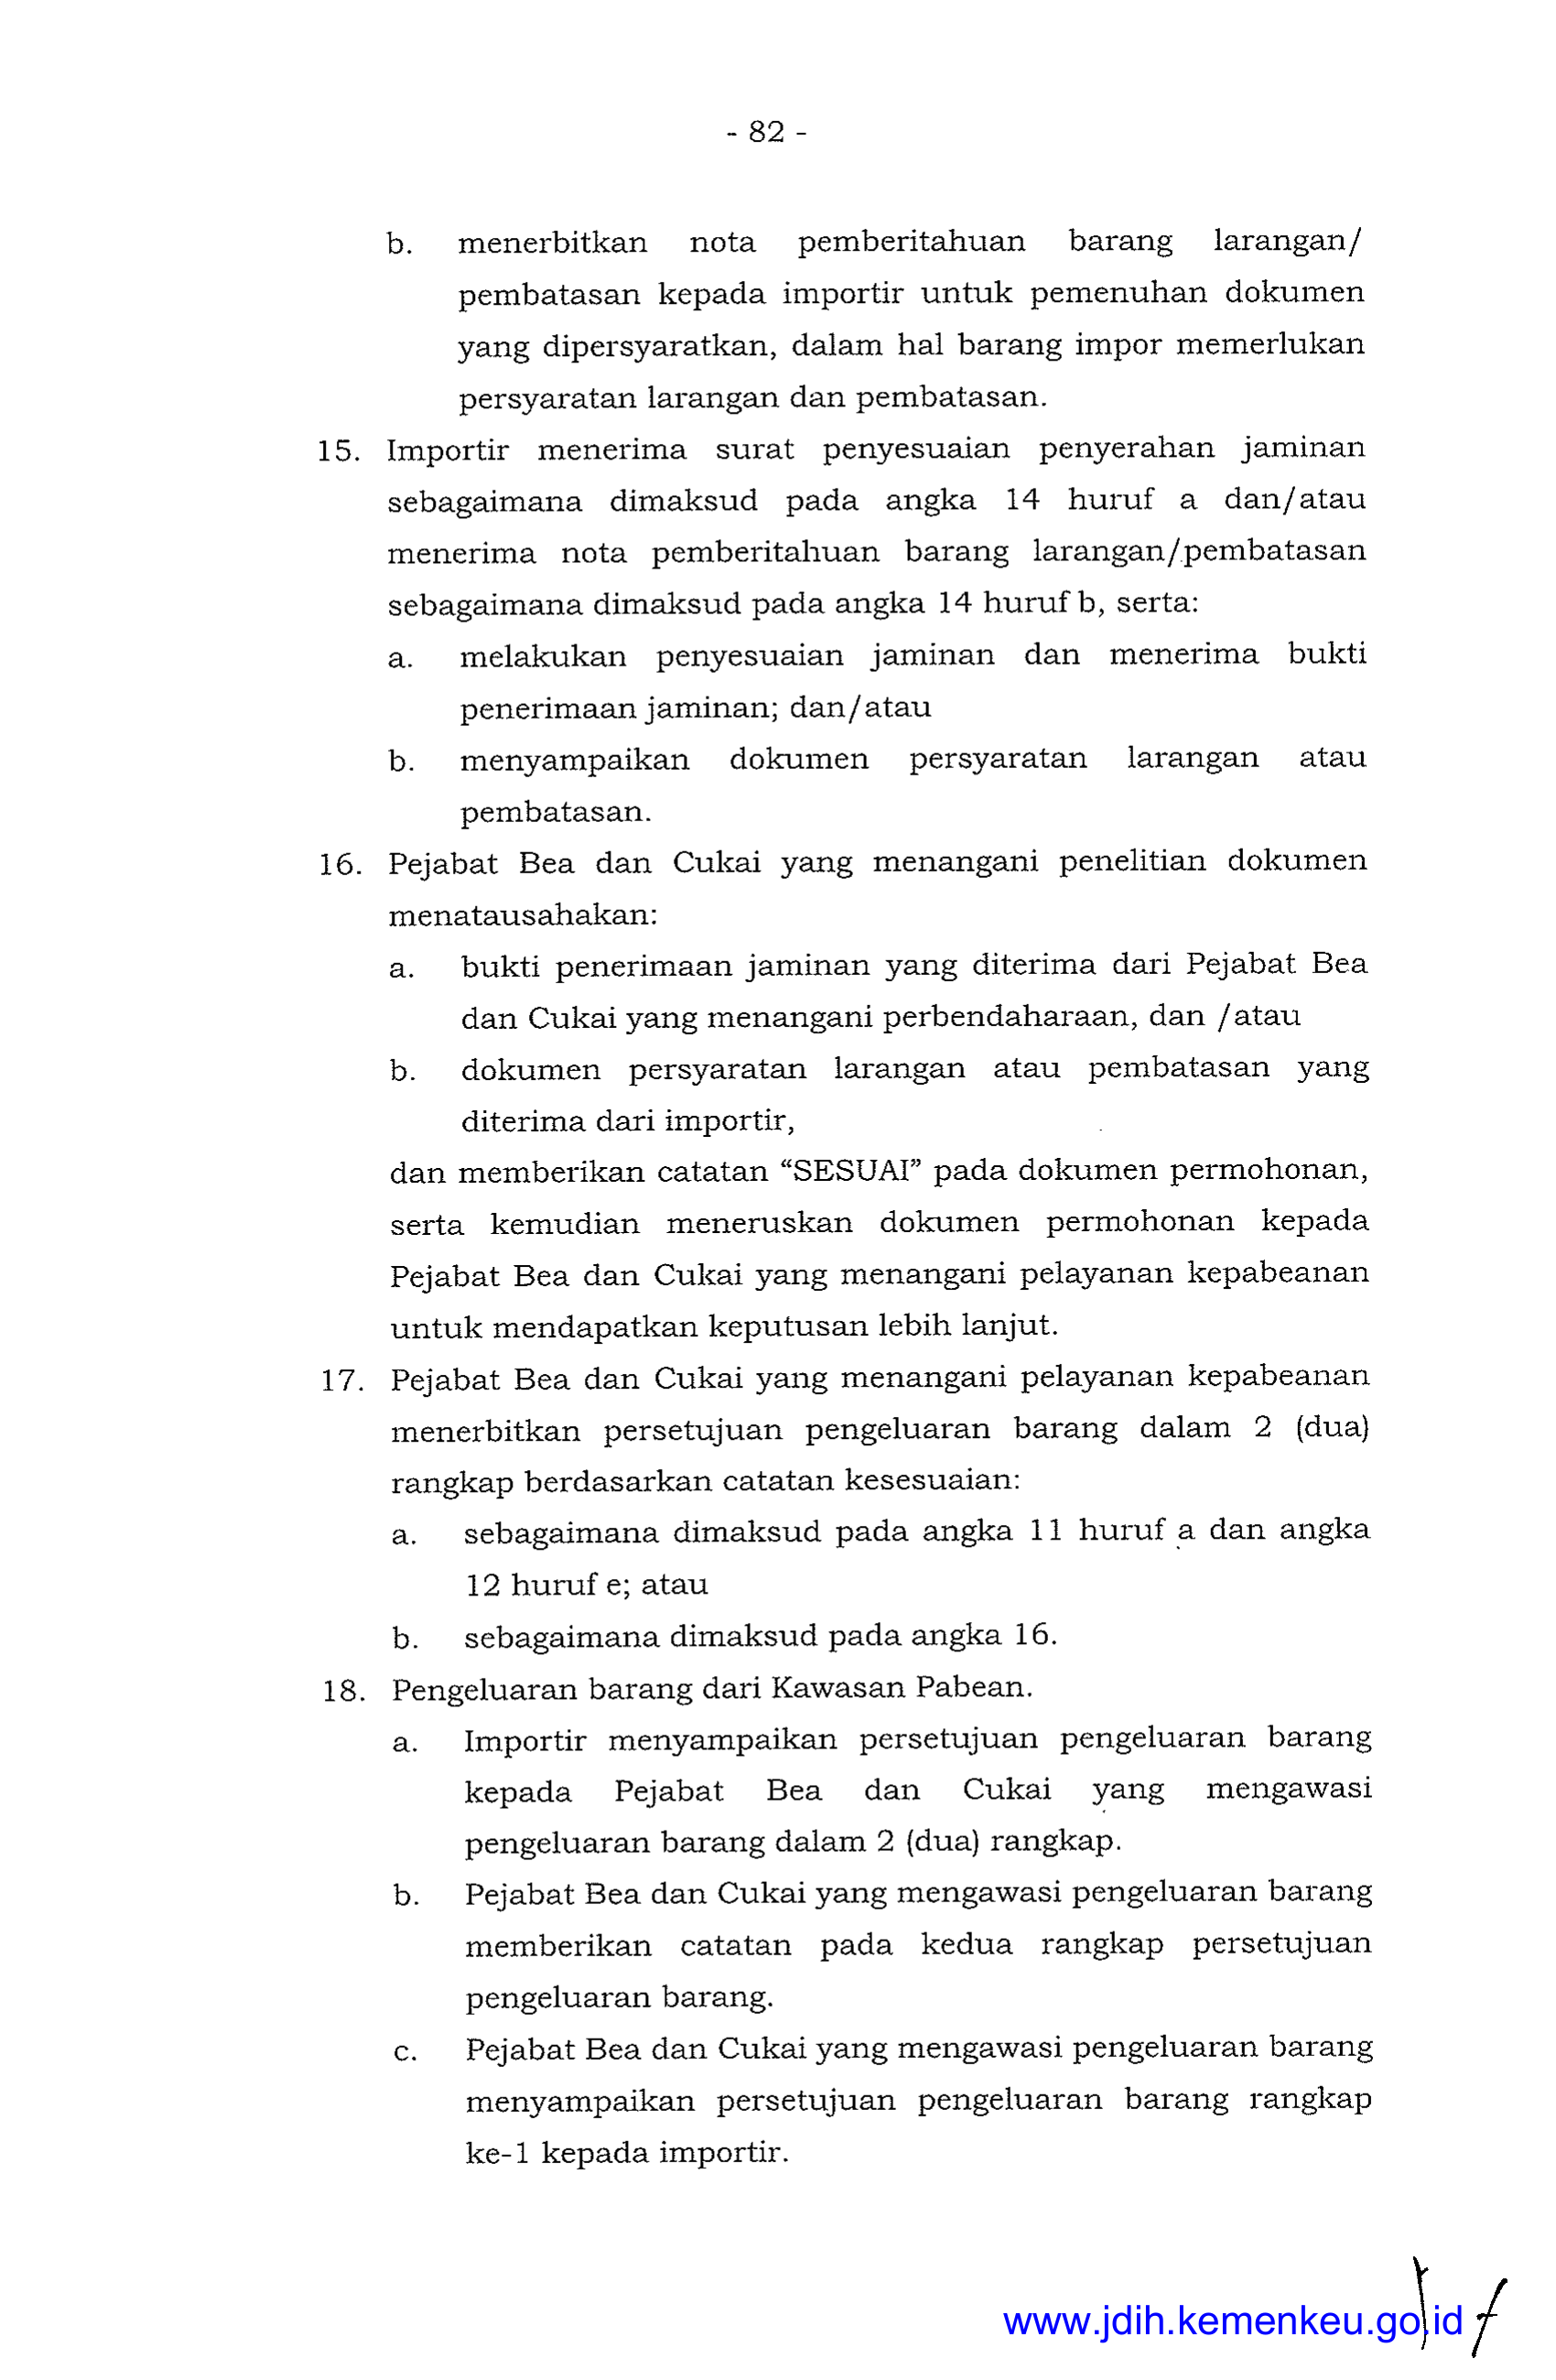 - 82 -
b. menerbitkan nota pemberitahuan barang larangan/
pembatasan kepada importir untuk pemenuhan dokumen
yang dipersyaratkan, dalam hal barang impor memerlukan
persyaratan larangan dan pembatasan.
15. Importir menerima surat penyesuaian penyerahan jaminan
sebagaimana dimaksud pada angka 14 huruf a dan/atau
menerima nota pemberitahuan barang larangan/pembatasan
sebagaimana dimaksud pada angka 14 huruf b, serta:
a. melakukan penyesuaian jaminan dan menerima bukti
penerimaan jaminan; dan/atau
b. menyampaikan dokumen persyaratan larangan atau
pembatasan.
16. Pejabat Bea dan Cukai yang menangani penelitian dokumen
menatausahakan:
a. bukti penerimaan jaminan yang diterima dari Pejabat Bea
dan Cukai yang menangani perbendaharaan, dan /atau
b. dokumen persyaratan larangan atau pembatasan yang
diterima dari importir,
dan memberikan catatan “SESUAI” pada dokumen permohonan,
serta kemudian meneruskan dokumen permohonan kepada
Pejabat Bea dan Cukai yang menangani pelayanan kepabeanan
untuk mendapatkan keputusan lebih lanjut.
17. Pejabat Bea dan Cukai yang menangani pelayanan kepabeanan
menerbitkan persetujuan pengeluaran barang dalam 2 (dua)
rangkap berdasarkan catatan kesesuaian:
a. sebagaimana dimaksud pada angka 11 huruf a dan angka
12 huruf e; atau
b. sebagaimana dimaksud pada angka 16.
18. Pengeluaran barang dari Kawasan Pabean.
a. Importir menyampaikan persetujuan pengeluaran barang
kepada Pejabat Bea dan Cukai yang mengawasi
pengeluaran barang dalam 2 (dua) rangkap.
b. Pejabat Bea dan Cukai yang mengawasi pengeluaran barang
memberikan catatan pada kedua rangkap persetujuan
pengeluaran barang.
c. Pejabat Bea dan Cukai yang mengawasi pengeluaran barang
menyampaikan persetujuan pengeluaran barang rangkap
ke-1 kepada importir.
www.jdih.kemenkeu.go.id